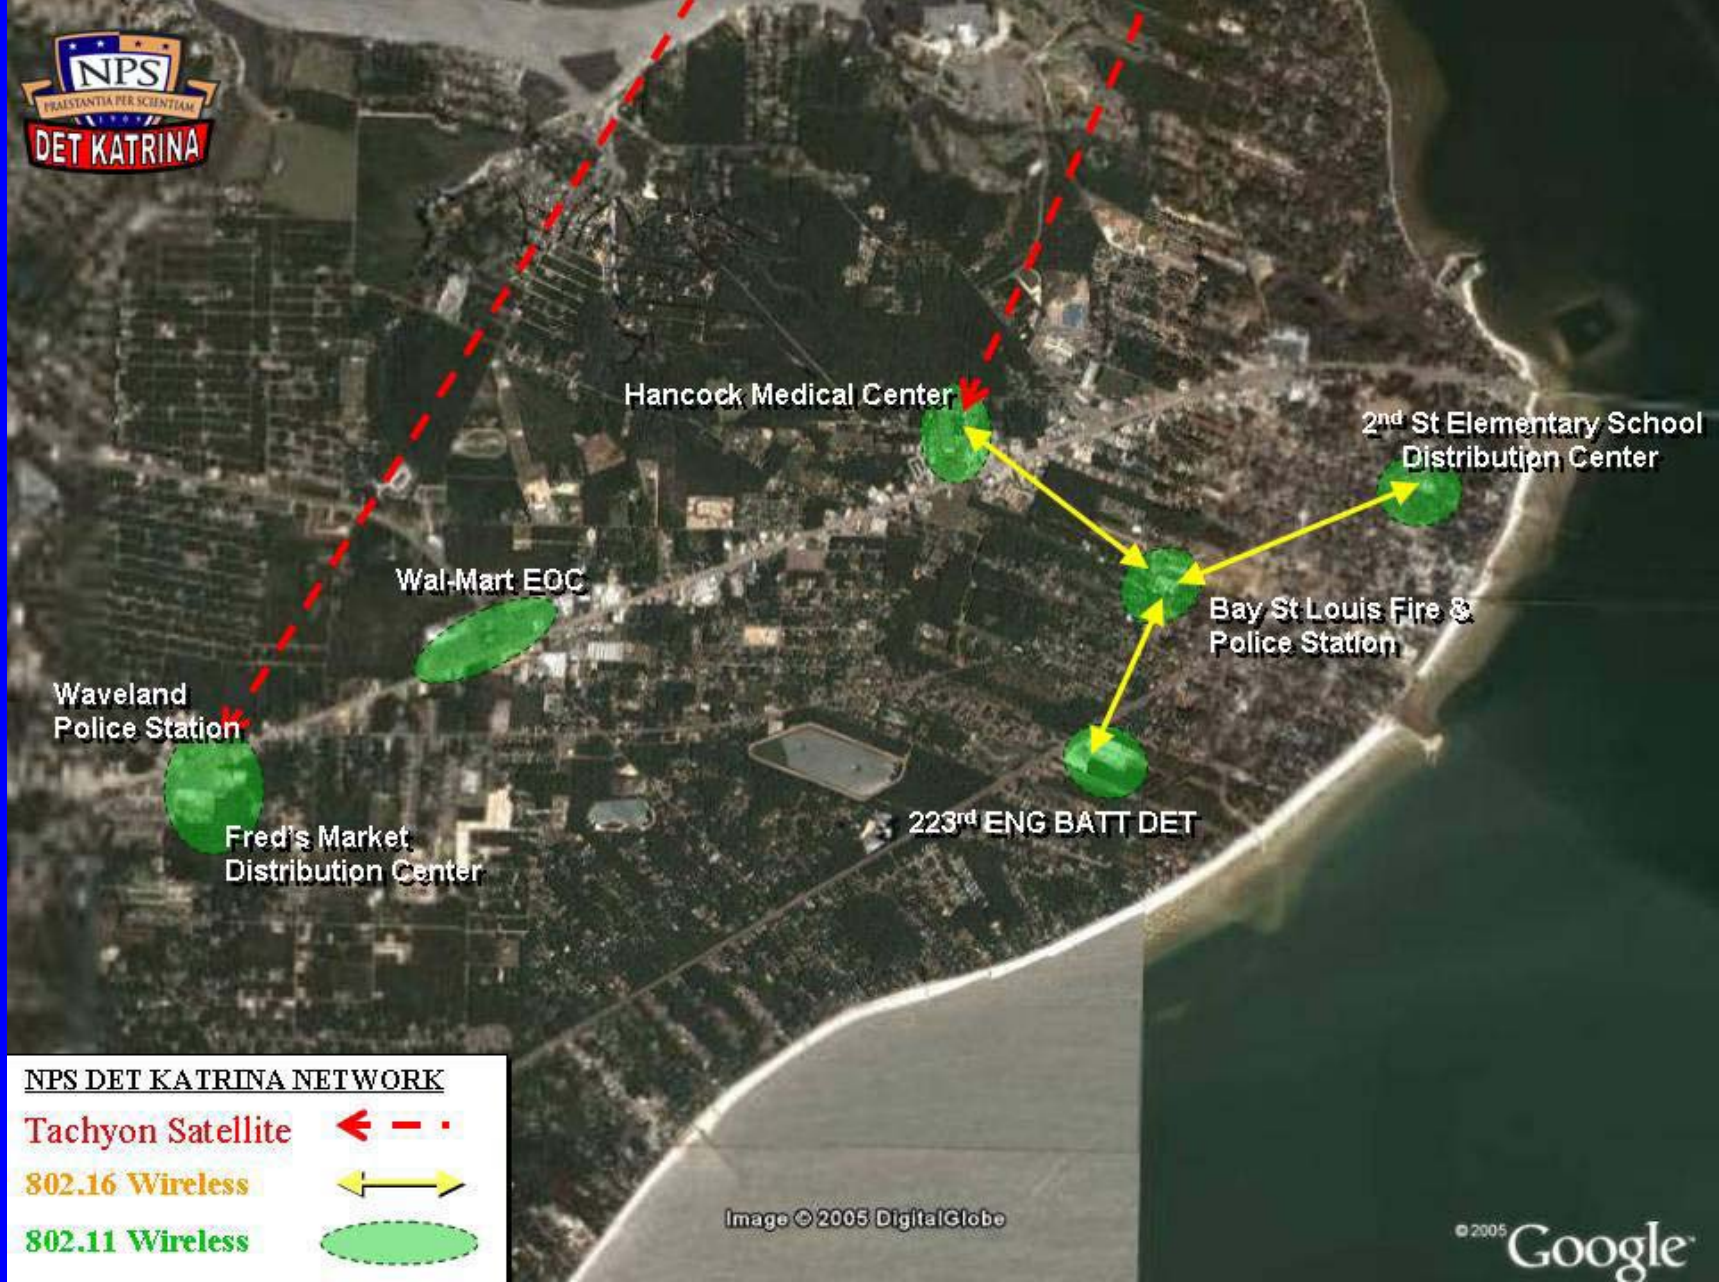 NPS
PRAESTANTIA PER SCIENTIAM
1909
DET KATRINA
Hancock Medical Center
2nd St Elementary School
Distribution Center
Wal-Mart EOC
Bay St Louis Fire &
Police Station
Waveland
Police Station
223rd ENG BATT DET
Fred's Market
Distribution Center
NPS DET KATRINA NETWORK
Tachyon Satellite
802.16 Wireless
802.11 Wireless
Image © 2005 DigitalGlobe
©2005 Google